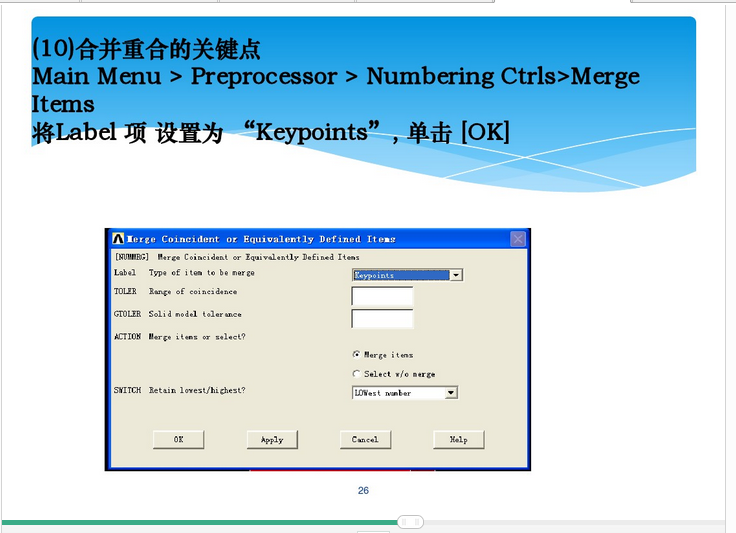 (10)合并重合的关键点
Main Menu > Preprocessor > Numbering Ctrls>Merge
Items
将Label 项 设置为 “Keypoints”, 单击 [OK]
Merge Coincident or Equivalently Defined Items
[NUMMRG] Merge Coincident or Equivalently Defined Items
Label Type of item to be merge Keypoints
TOLER Range of coincidence
GTOLER Solid model tolerance
ACTION Merge items or select?
Merge items
Select w/o merge
SWITCH Retain lowest/highest? LOWest number
OK Apply Cancel Help
26